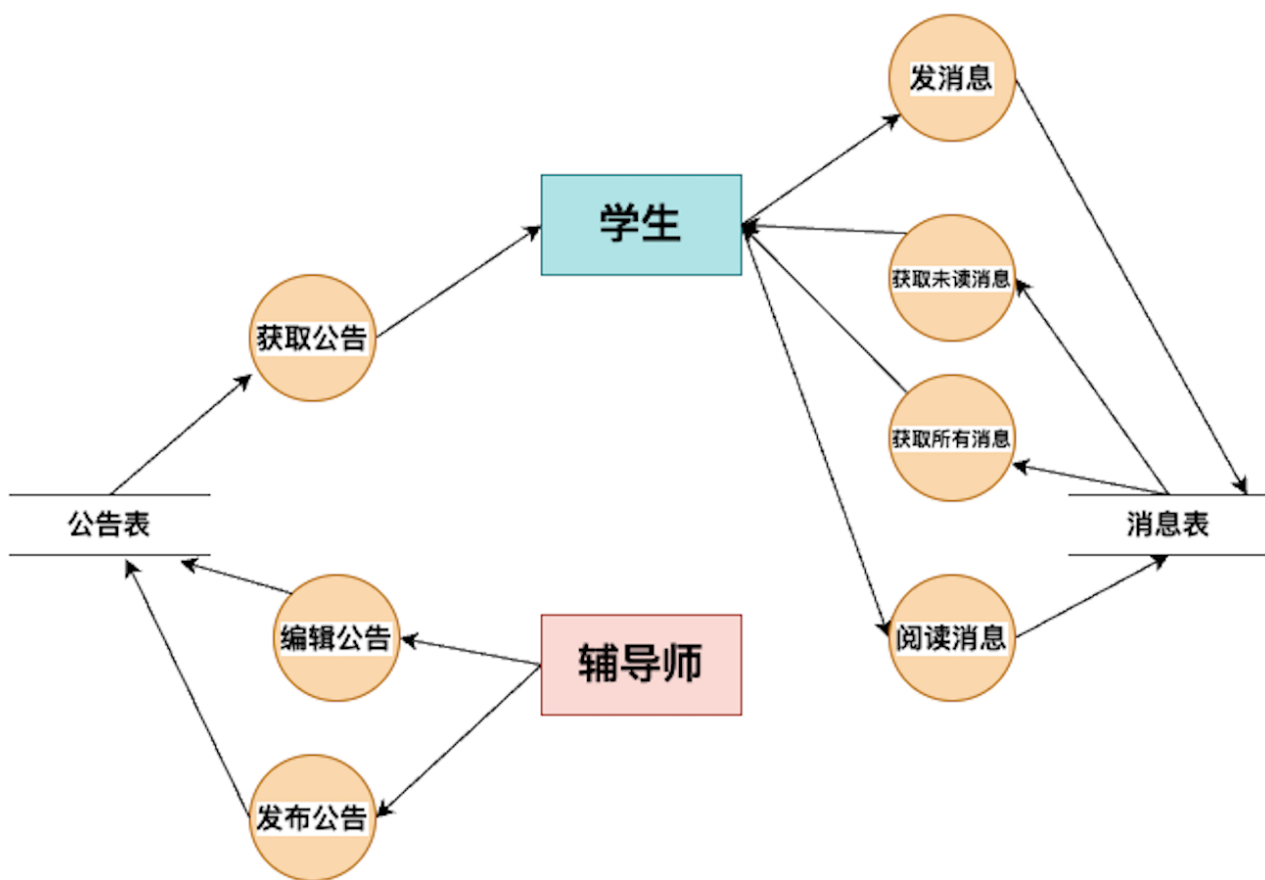 发消息
学生
获取未读消息
获取公告
获取所有消息
公告表
消息表
编辑公告
辅导师
阅读消息
发布公告